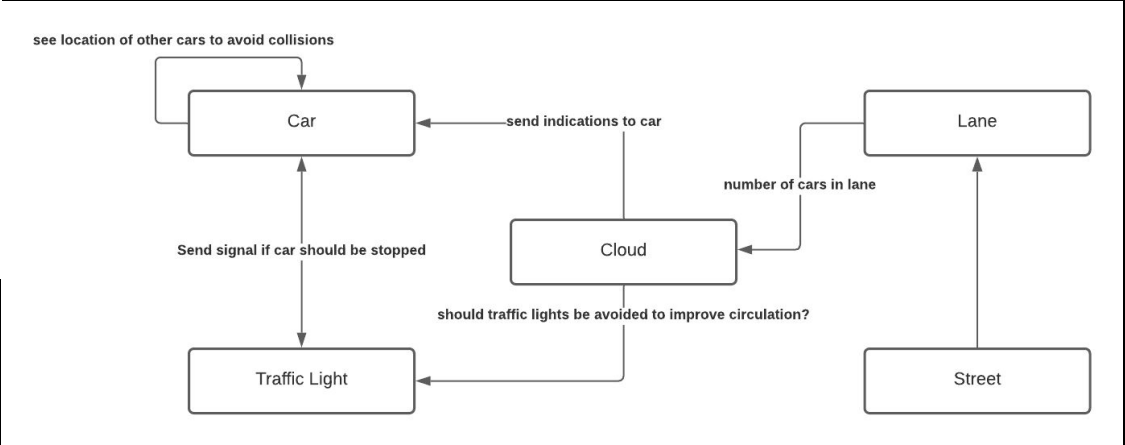 see location of other cars to avoid collisions
Car
send indications to car
Lane
number of cars in lane
Send signal if car should be stopped
Cloud
should traffic lights be avoided to improve circulation?
Traffic Light
Street